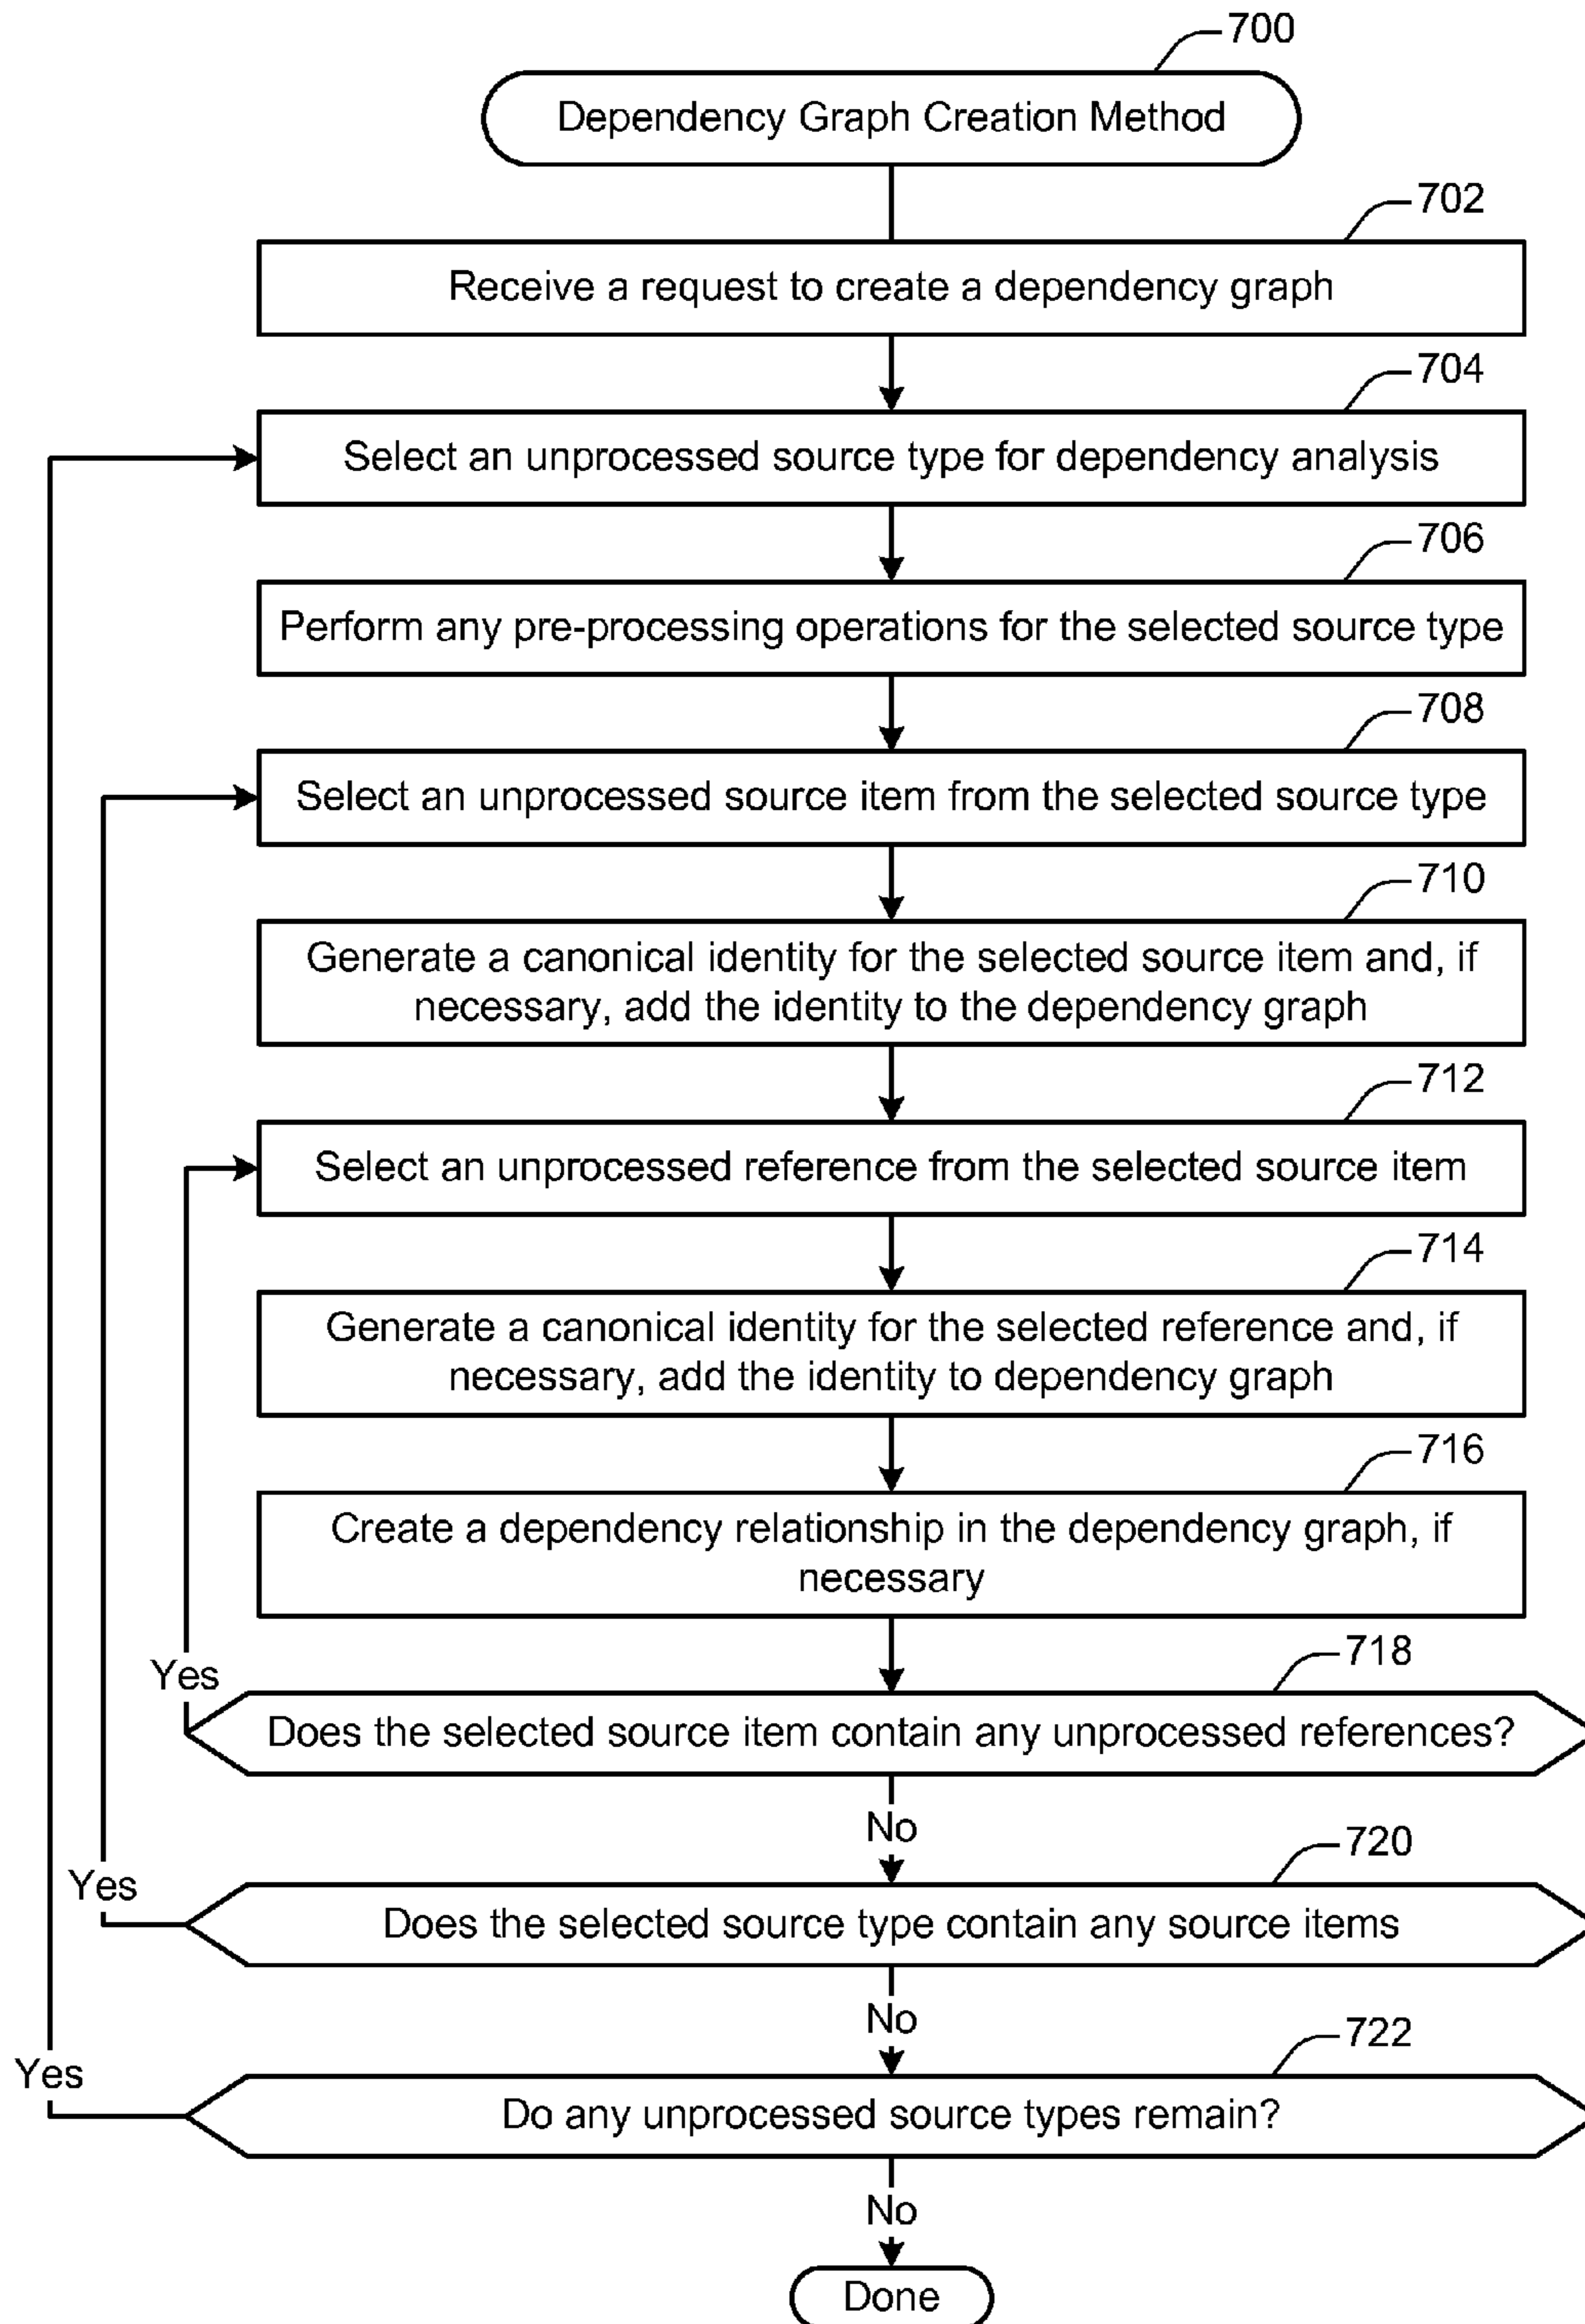 700
Dependency Graph Creation Method
702
Receive a request to create a dependency graph
704
Select an unprocessed source type for dependency analysis
706
Perform any pre-processing operations for the selected source type
708
Select an unprocessed source item from the selected source type
710
Generate a canonical identity for the selected source item and, if
necessary, add the identity to the dependency graph
712
Select an unprocessed reference from the selected source item
714
Generate a canonical identity for the selected reference and, if
necessary, add the identity to dependency graph
716
Create a dependency relationship in the dependency graph, if
necessary
718
Yes
Does the selected source item contain any unprocessed references?
No
720
Yes
Does the selected source type contain any source items
No
722
Yes
Do any unprocessed source types remain?
No
Done